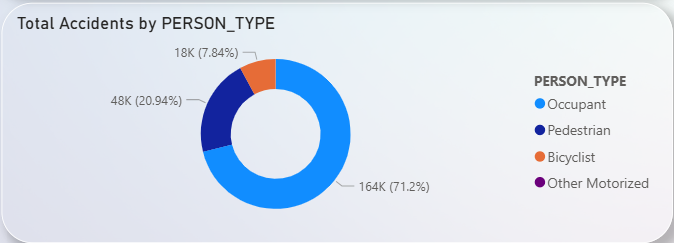 Total Accidents by PERSON_TYPE
18K (7.84%)
48K (20.94%)
164K (71.2%)
PERSON_TYPE
Occupant
Pedestrian
Bicyclist
Other Motorized